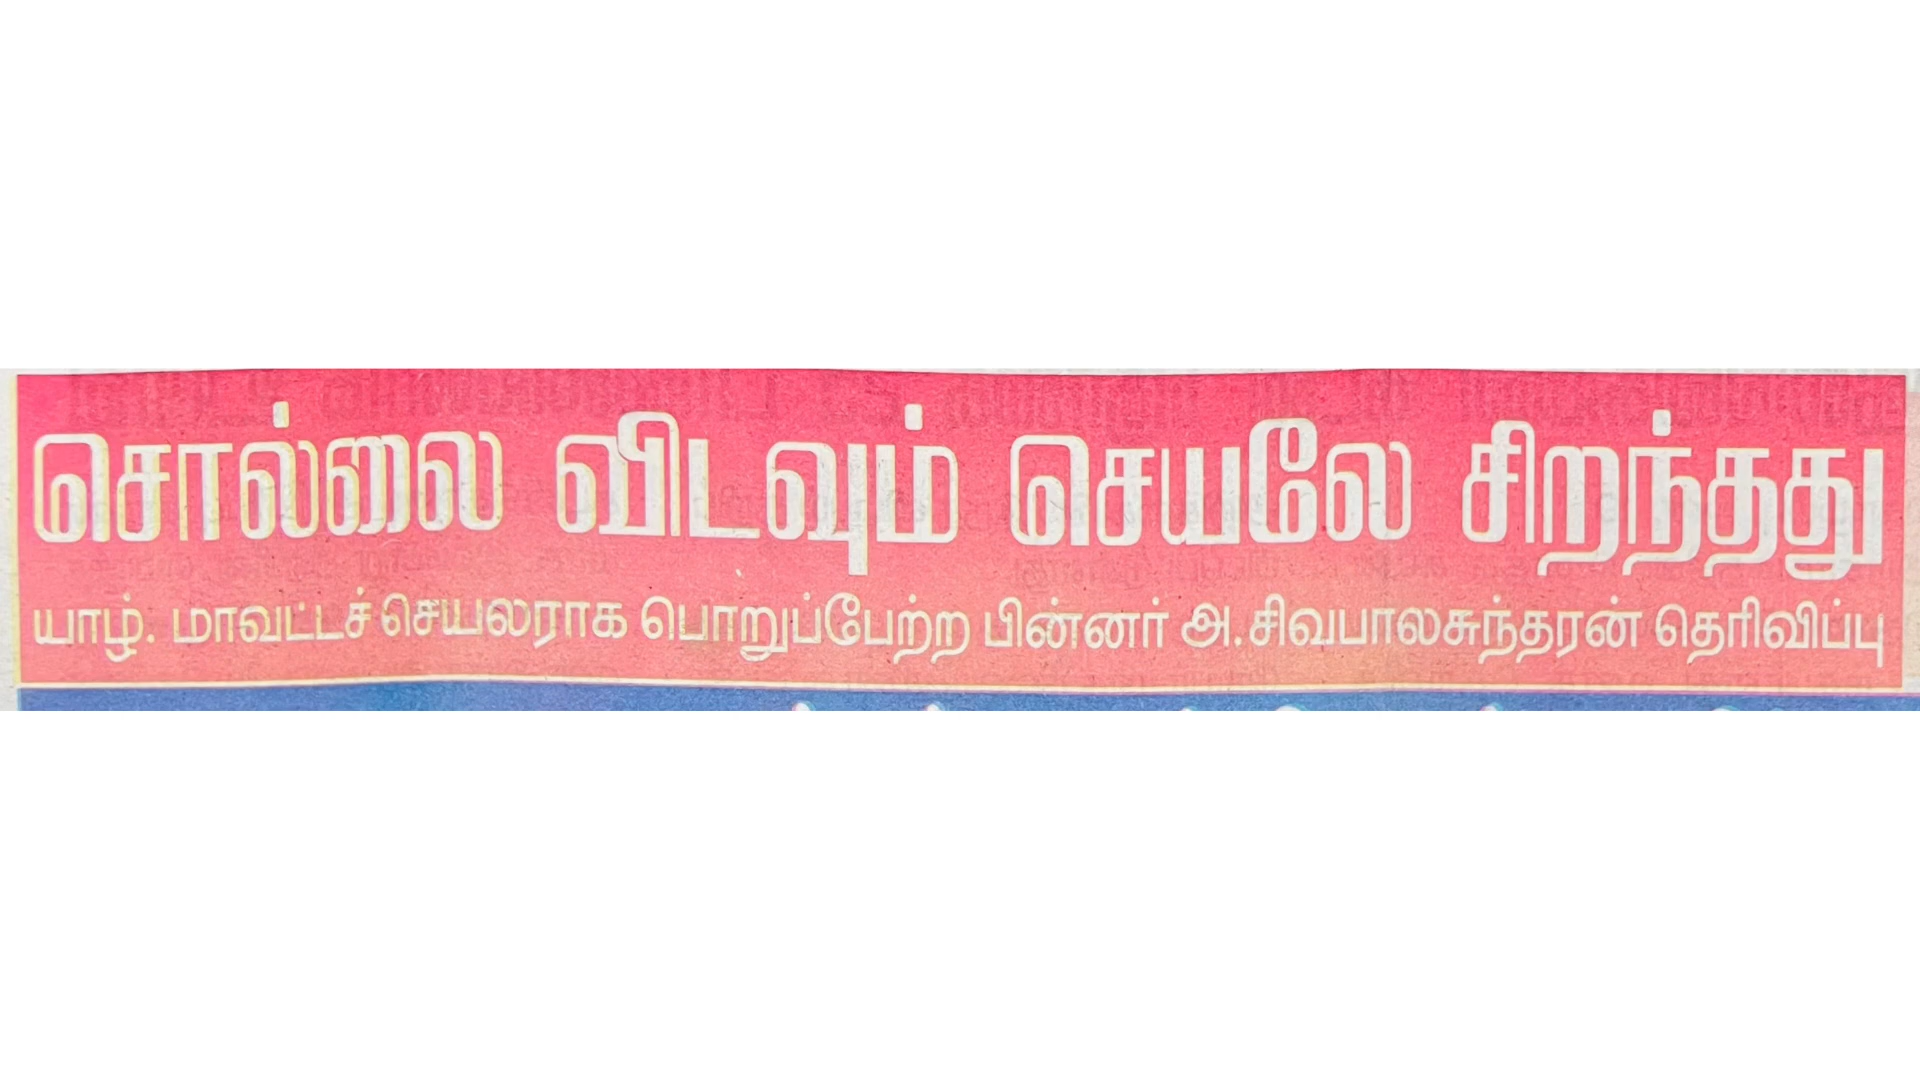 சொல்லை விடவும் செயலே சிறந்தது
யாழ். மாவட்டச் செயலராக பொறுப்பேற்ற பின்னர் அ.சிவபாலசுந்தரன் தெரிவிப்பு